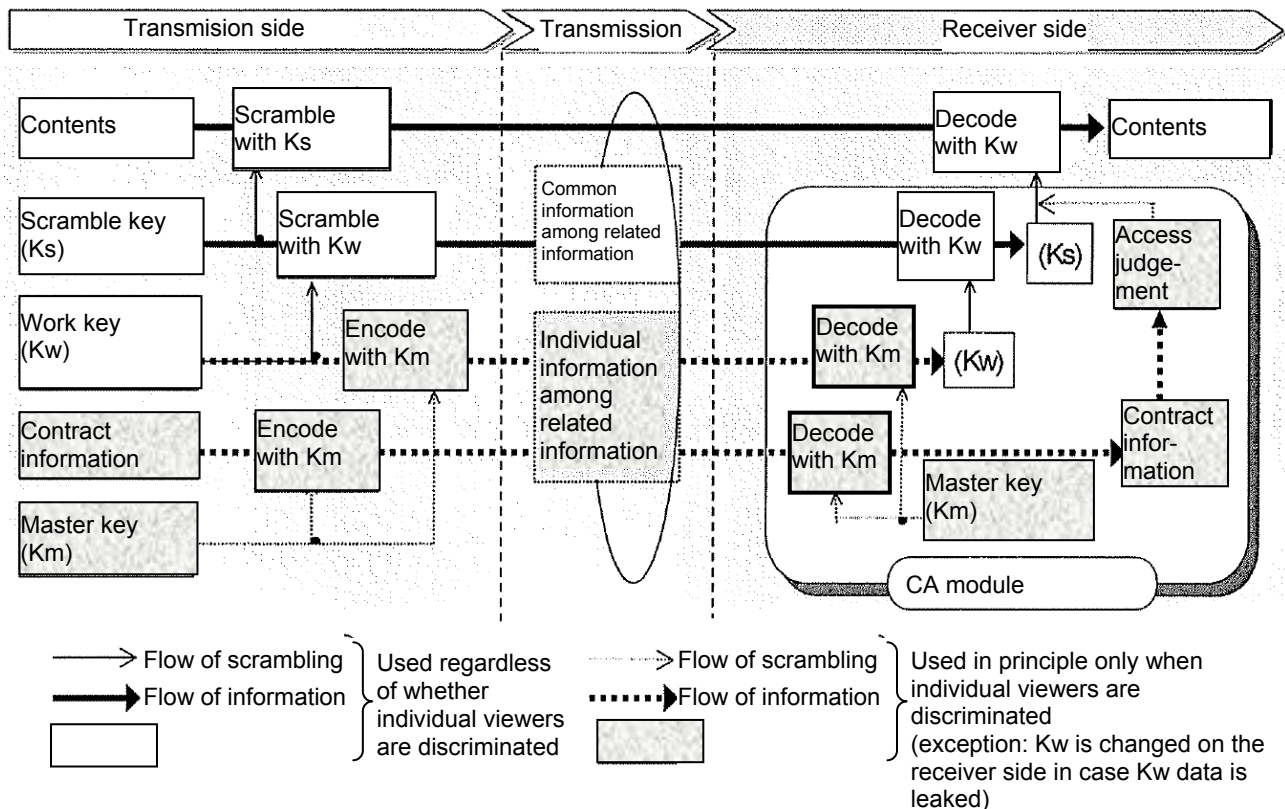 Transmision side
Transmission
Receiver side
Contents
Scramble
with Ks
Decode
with Kw
Contents
Scramble key
(Ks)
Scramble
with Kw
Common
information
among related
information
Decode
with Kw
(Ks)
Access
judge-
ment
Work key
(Kw)
Encode
with Km
Individual
information
among
related
information
Decode
with Km
(Kw)
Contract
information
Encode
with Km
Decode
with Km
Contract
infor-
mation
Master key
(Km)
Master key
(Km)
CA module
Flow of scrambling
Flow of information
Used regardless
of whether
individual viewers
are discriminated
Flow of scrambling
Flow of information
Used in principle only when
individual viewers are
discriminated
(exception: Kw is changed on the
receiver side in case Kw data is
leaked)